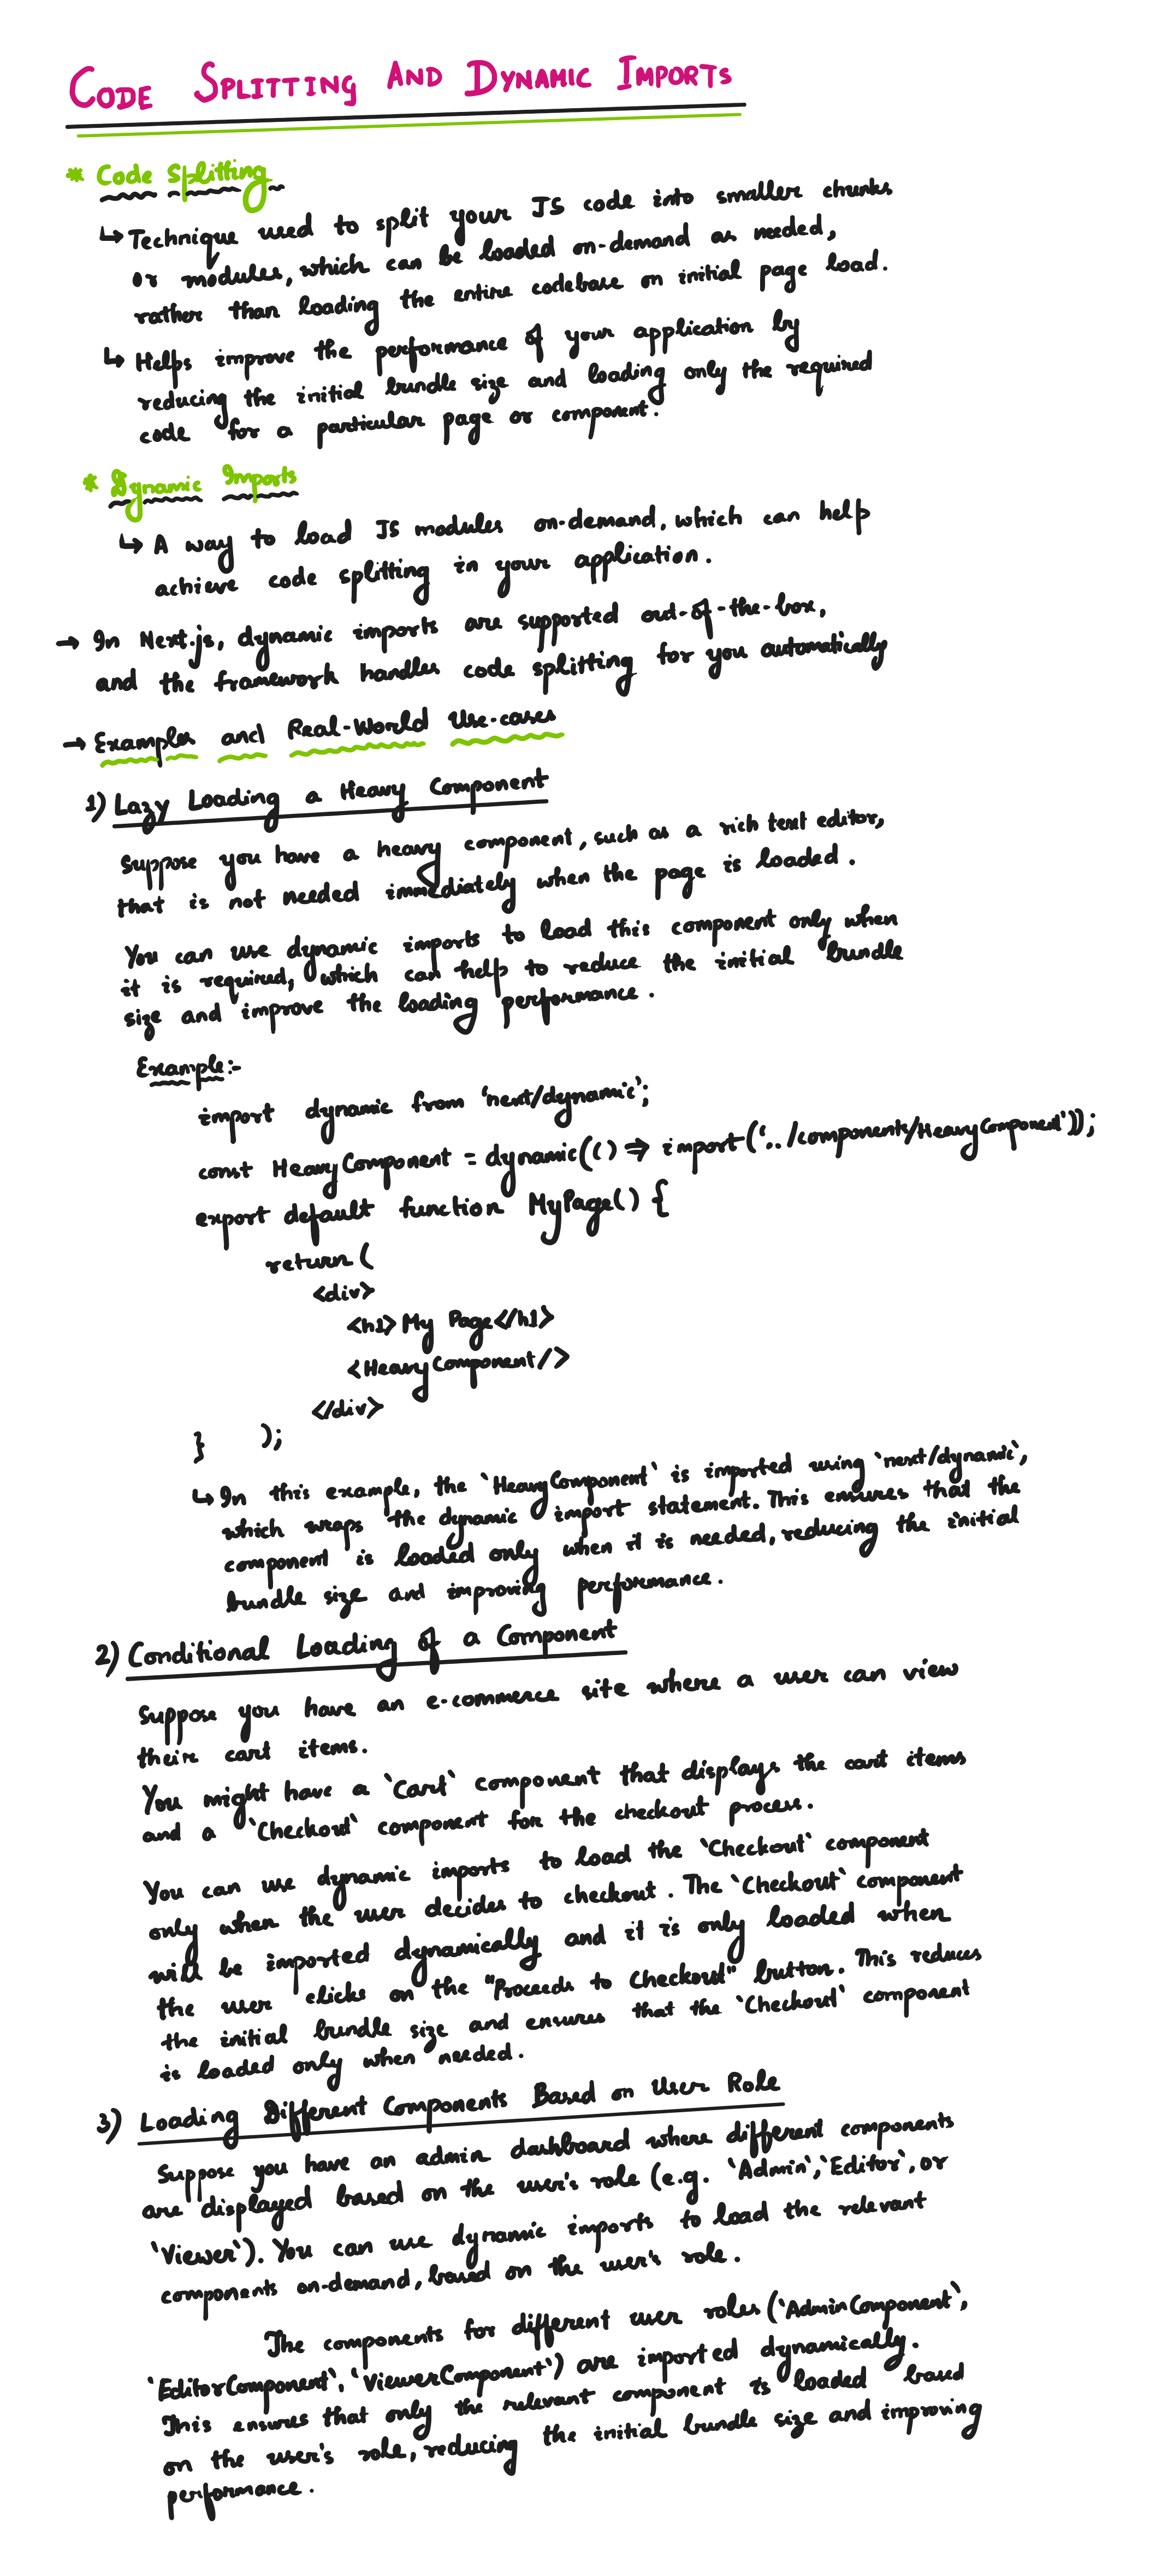 CODE SPLITTING AND DYNAMIC IMPORTS
* Code Splitting
↳ Technique used to split your JS code into smaller chunks
or modules, which can be loaded on-demand as needed,
rather than loading the entire codebase on initial page load.
↳ Helps improve the performance of your application by
reducing the initial bundle size and loading only the required
code for a particular page or component.
* Dynamic Imports
↳ A way to load JS modules on-demand, which can help
achieve code splitting in your application.
→ In Next.js, dynamic imports are supported out-of-the-box,
and the framework handles code splitting for you automatically
→ Examples and Real-World Use-cases
1) Lazy Loading a Heavy Component
Suppose you have a heavy component, such as a rich text editor,
that is not needed immediately when the page is loaded.
You can use dynamic imports to load this component only when
it is required, which can help to reduce the initial bundle
size and improve the loading performance.
Example:-
import dynamic from 'next/dynamic';
const HeavyComponent = dynamic(() => import('../components/HeavyComponent'));
export default function MyPage() {
return (
<div>
<h1>My Page</h1>
<HeavyComponent/>
</div>
} );
↳ In this example, the `HeavyComponent` is imported using `next/dynamic`,
which wraps the dynamic import statement. This ensures that the
component is loaded only when it is needed, reducing the initial
bundle size and improving performance.
2) Conditional Loading of a Component
Suppose you have an e-commerce site where a user can view
their cart items.
You might have a `Cart` component that displays the cart items
and a `Checkout` component for the checkout process.
You can use dynamic imports to load the `Checkout` component
only when the user decides to checkout. The `Checkout` component
will be imported dynamically and it is only loaded when
the user clicks on the "Proceeds to Checkout" button. This reduces
the initial bundle size and ensures that the `Checkout` component
is loaded only when needed.
3) Loading Different Components Based on User Role
Suppose you have an admin dashboard where different components
are displayed based on the user's role (e.g. `Admin`, `Editor`, or
`Viewer`). You can use dynamic imports to load the relevant
components on-demand, based on the user's role.
The components for different user roles (`AdminComponent`,
`EditorComponent`, `ViewerComponent`) are imported dynamically.
This ensures that only the relevant component is loaded based
on the user's role, reducing the initial bundle size and improving
performance.